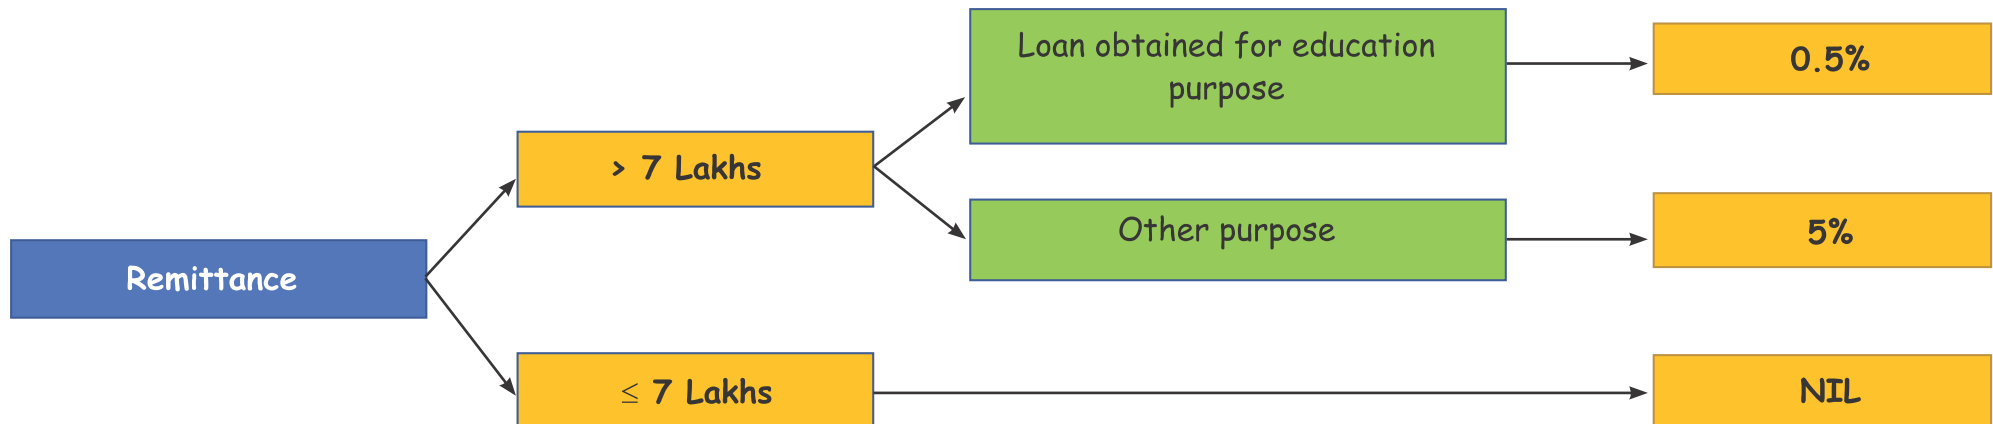 Loan obtained for education
purpose
0.5%
> 7 Lakhs
Other purpose
5%
Remittance
≤ 7 Lakhs
NIL